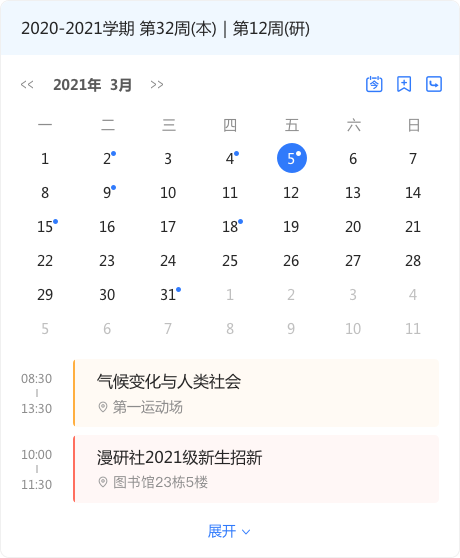 2020-2021学期 第32周(本) | 第12周(研)
<< 2021年 3月 >> 今
一 二 三 四 五 六 日
1 2 3 4 5 6 7
8 9 10 11 12 13 14
15 16 17 18 19 20 21
22 23 24 25 26 27 28
29 30 31 1 2 3 4
5 6 7 8 9 10 11
08:30 气候变化与人类社会
13:30 第一运动场
10:00 漫研社2021级新生招新
11:30 图书馆23栋5楼
展开